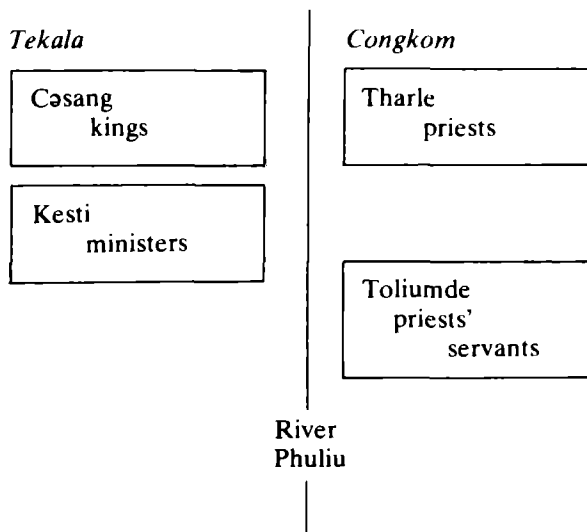 Tekala
Cəsang
kings
Kesti
ministers
Congkom
Tharle
priests
Toliumde
priests'
servants
River
Phuliu